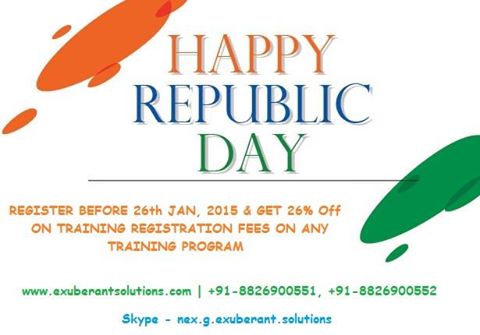 HAPPY
REPUBLIC
DAY
REGISTER BEFORE 26th JAN, 2015 & GET 26% Off
ON TRAINING REGISTRATION FEES ON ANY
TRAINING PROGRAM
www.exuberantsolutions.com | +91-8826900551, +91-8826900552
Skype - nex.g.exuberant.solutions